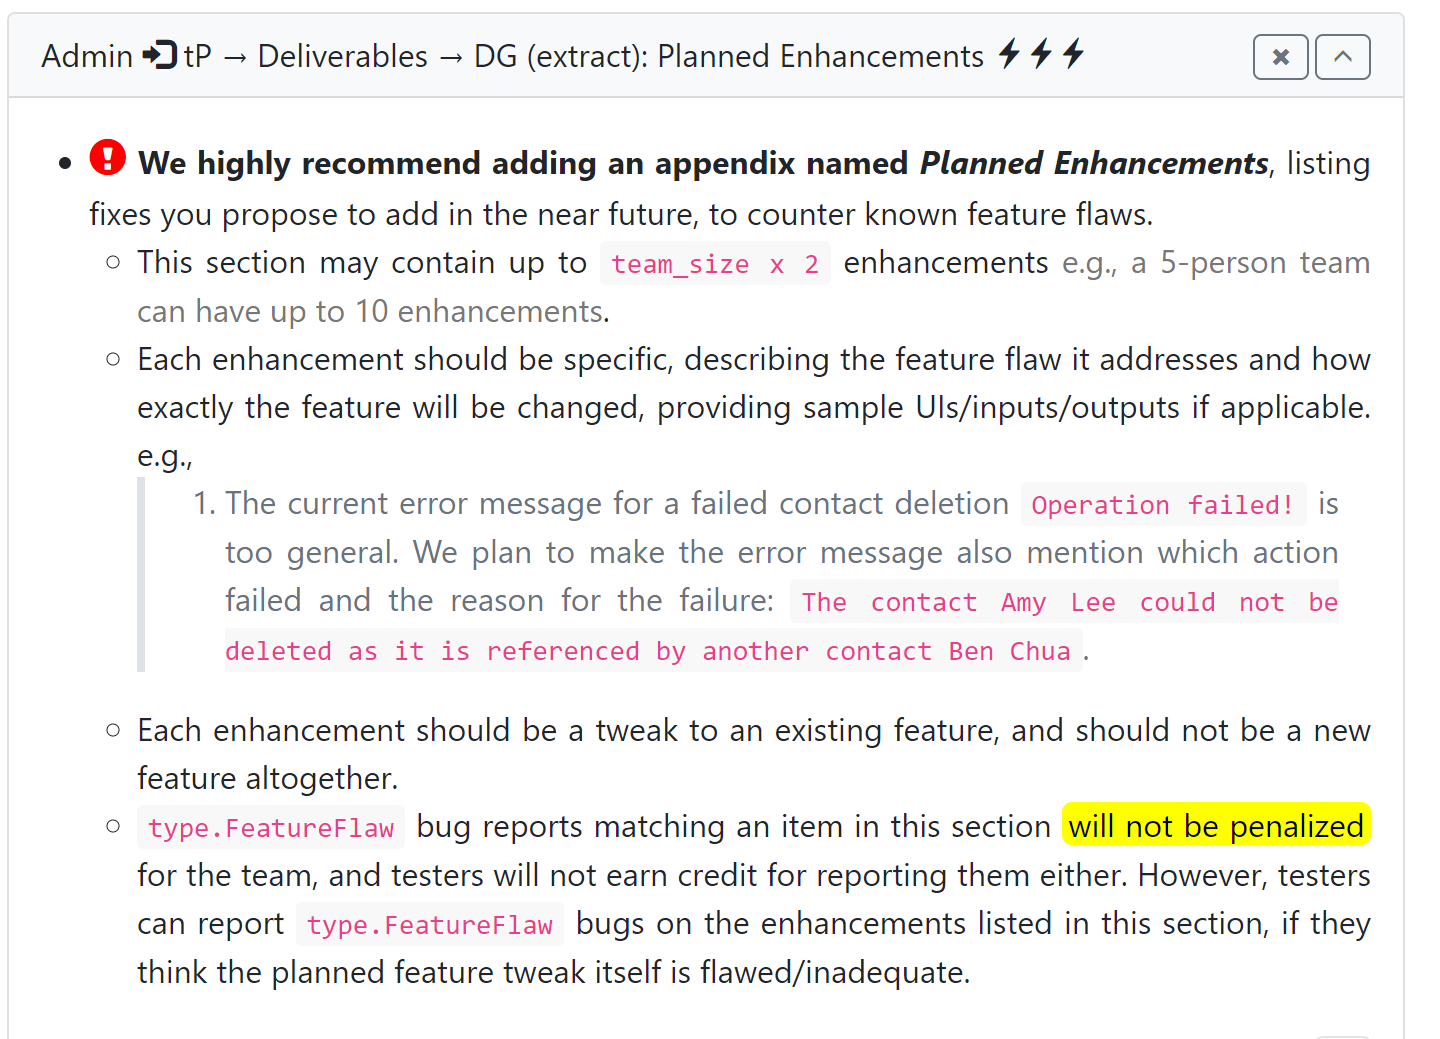 Admin tP → Deliverables → DG (extract): Planned Enhancements
We highly recommend adding an appendix named Planned Enhancements, listing
fixes you propose to add in the near future, to counter known feature flaws.
This section may contain up to team_size x 2 enhancements e.g., a 5-person team
can have up to 10 enhancements.
Each enhancement should be specific, describing the feature flaw it addresses and how
exactly the feature will be changed, providing sample UIs/inputs/outputs if applicable.
e.g.,
1. The current error message for a failed contact deletion Operation failed! is
too general. We plan to make the error message also mention which action
failed and the reason for the failure: The contact Amy Lee could not be
deleted as it is referenced by another contact Ben Chua.
Each enhancement should be a tweak to an existing feature, and should not be a new
feature altogether.
type.FeatureFlaw bug reports matching an item in this section will not be penalized
for the team, and testers will not earn credit for reporting them either. However, testers
can report type.FeatureFlaw bugs on the enhancements listed in this section, if they
think the planned feature tweak itself is flawed/inadequate.